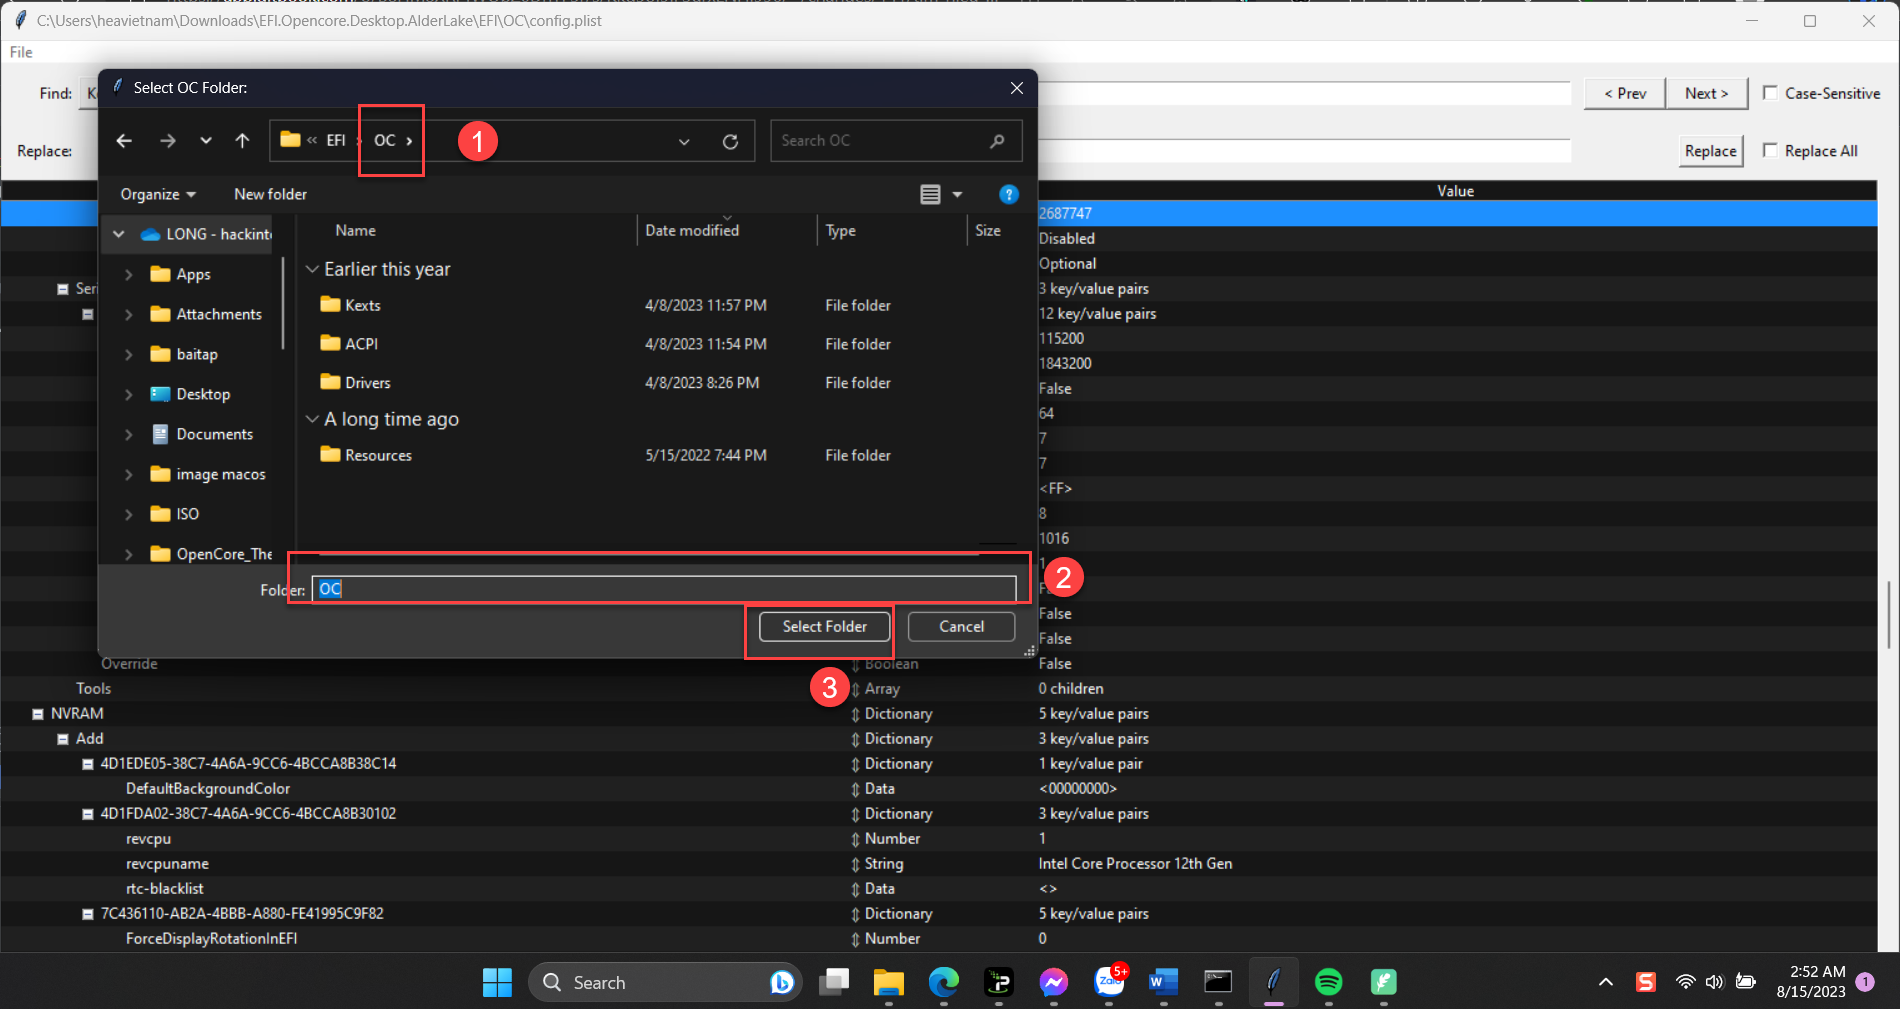 C:\Users\heavietnam\Downloads\EFI.Opencore.Desktop.AlderLake\EFI\OC\config.plist
File
Find:
< Prev
Next >
Case-Sensitive
Replace:
Replace
Replace All
Select OC Folder:
« EFI › OC ›
1
Search OC
Organize
New folder
?
LONG - hackint
Apps
Attachments
baitap
Desktop
Documents
image macos
ISO
OpenCore_The
Name Date modified Type Size
Earlier this year
Kexts 4/8/2023 11:57 PM File folder
ACPI 4/8/2023 11:54 PM File folder
Drivers 4/8/2023 8:26 PM File folder
A long time ago
Resources 5/15/2022 7:44 PM File folder
Folder: OC
2
Select Folder
Cancel
3
Value
2687747
Disabled
Optional
Seri 3 key/value pairs
12 key/value pairs
115200
1843200
False
64
7
7
<FF>
8
1016
1
False
False
Override Boolean False
Tools Array 0 children
NVRAM Dictionary 5 key/value pairs
Add Dictionary 3 key/value pairs
4D1EDE05-38C7-4A6A-9CC6-4BCCA8B38C14 Dictionary 1 key/value pair
DefaultBackgroundColor Data <00000000>
4D1FDA02-38C7-4A6A-9CC6-4BCCA8B30102 Dictionary 3 key/value pairs
revcpu Number 1
revcpuname String Intel Core Processor 12th Gen
rtc-blacklist Data <>
7C436110-AB2A-4BBB-A880-FE41995C9F82 Dictionary 5 key/value pairs
ForceDisplayRotationInEFI Number 0
Search
Zalo
5+
W
S
2:52 AM
8/15/2023
1